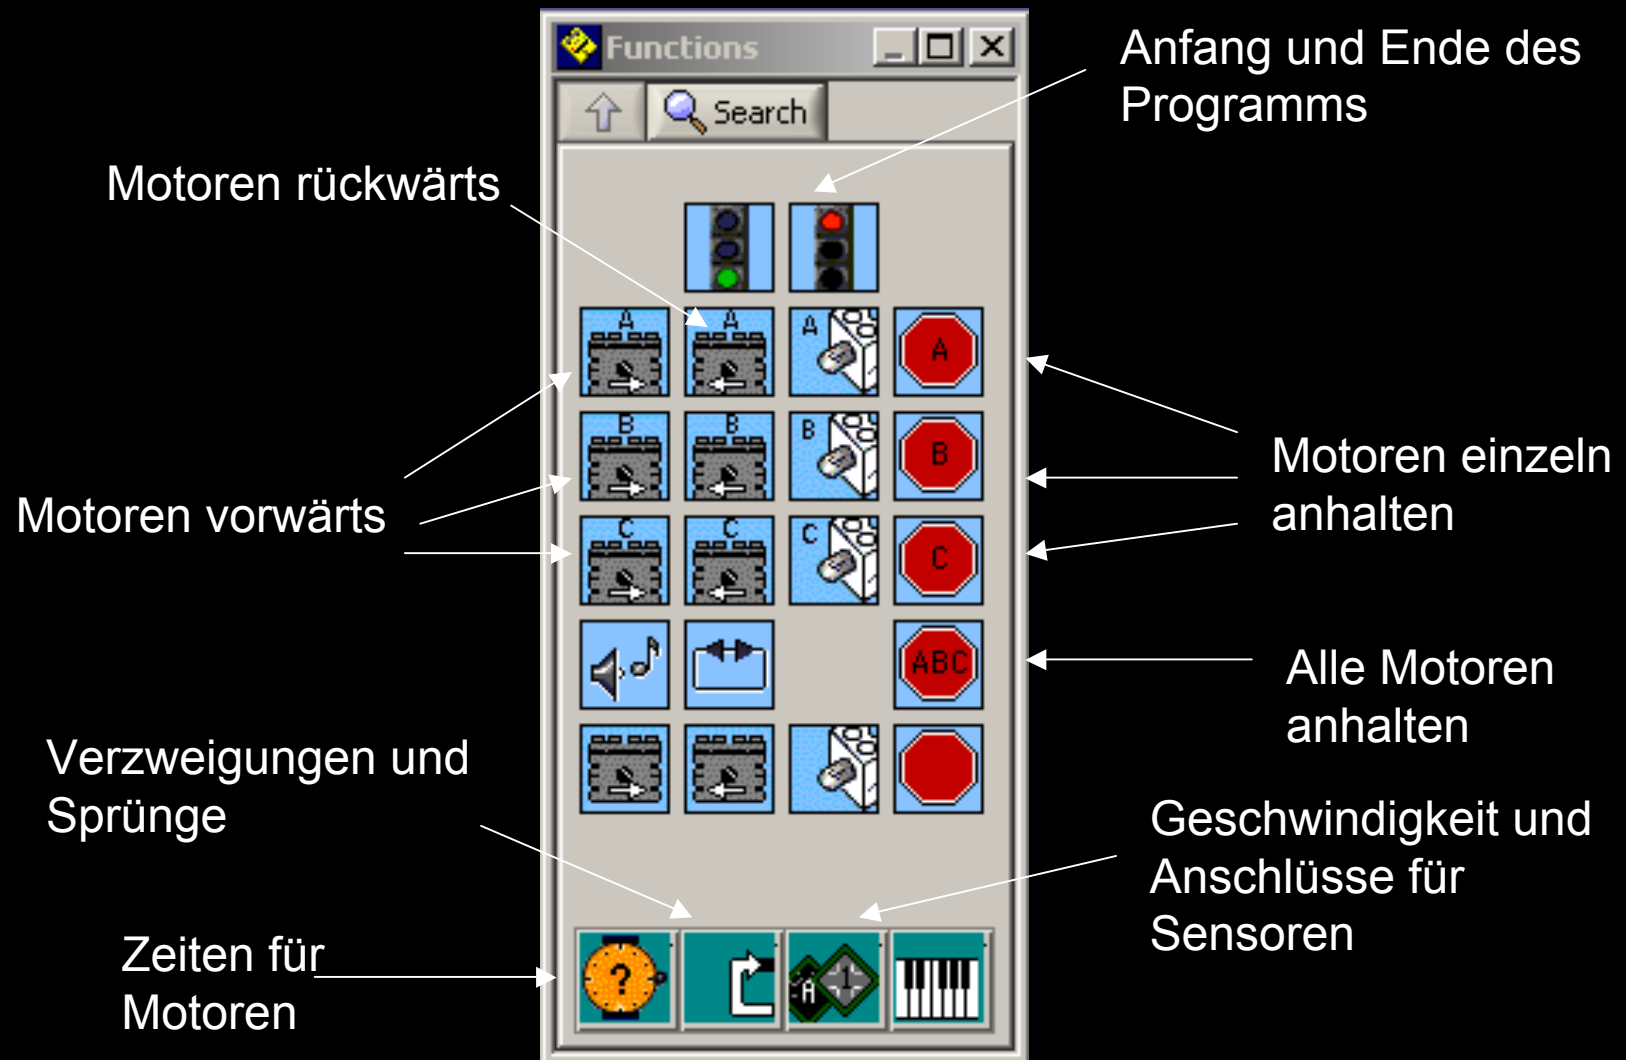 Functions
Search
Anfang und Ende des
Programms
Motoren rückwärts
A
A
A
A
B
B
B
B
Motoren vorwärts
Motoren einzeln
anhalten
C
C
C
C
ABC
Alle Motoren
anhalten
Verzweigungen und
Sprünge
Geschwindigkeit und
Anschlüsse für
Sensoren
Zeiten für
Motoren
?
A
1